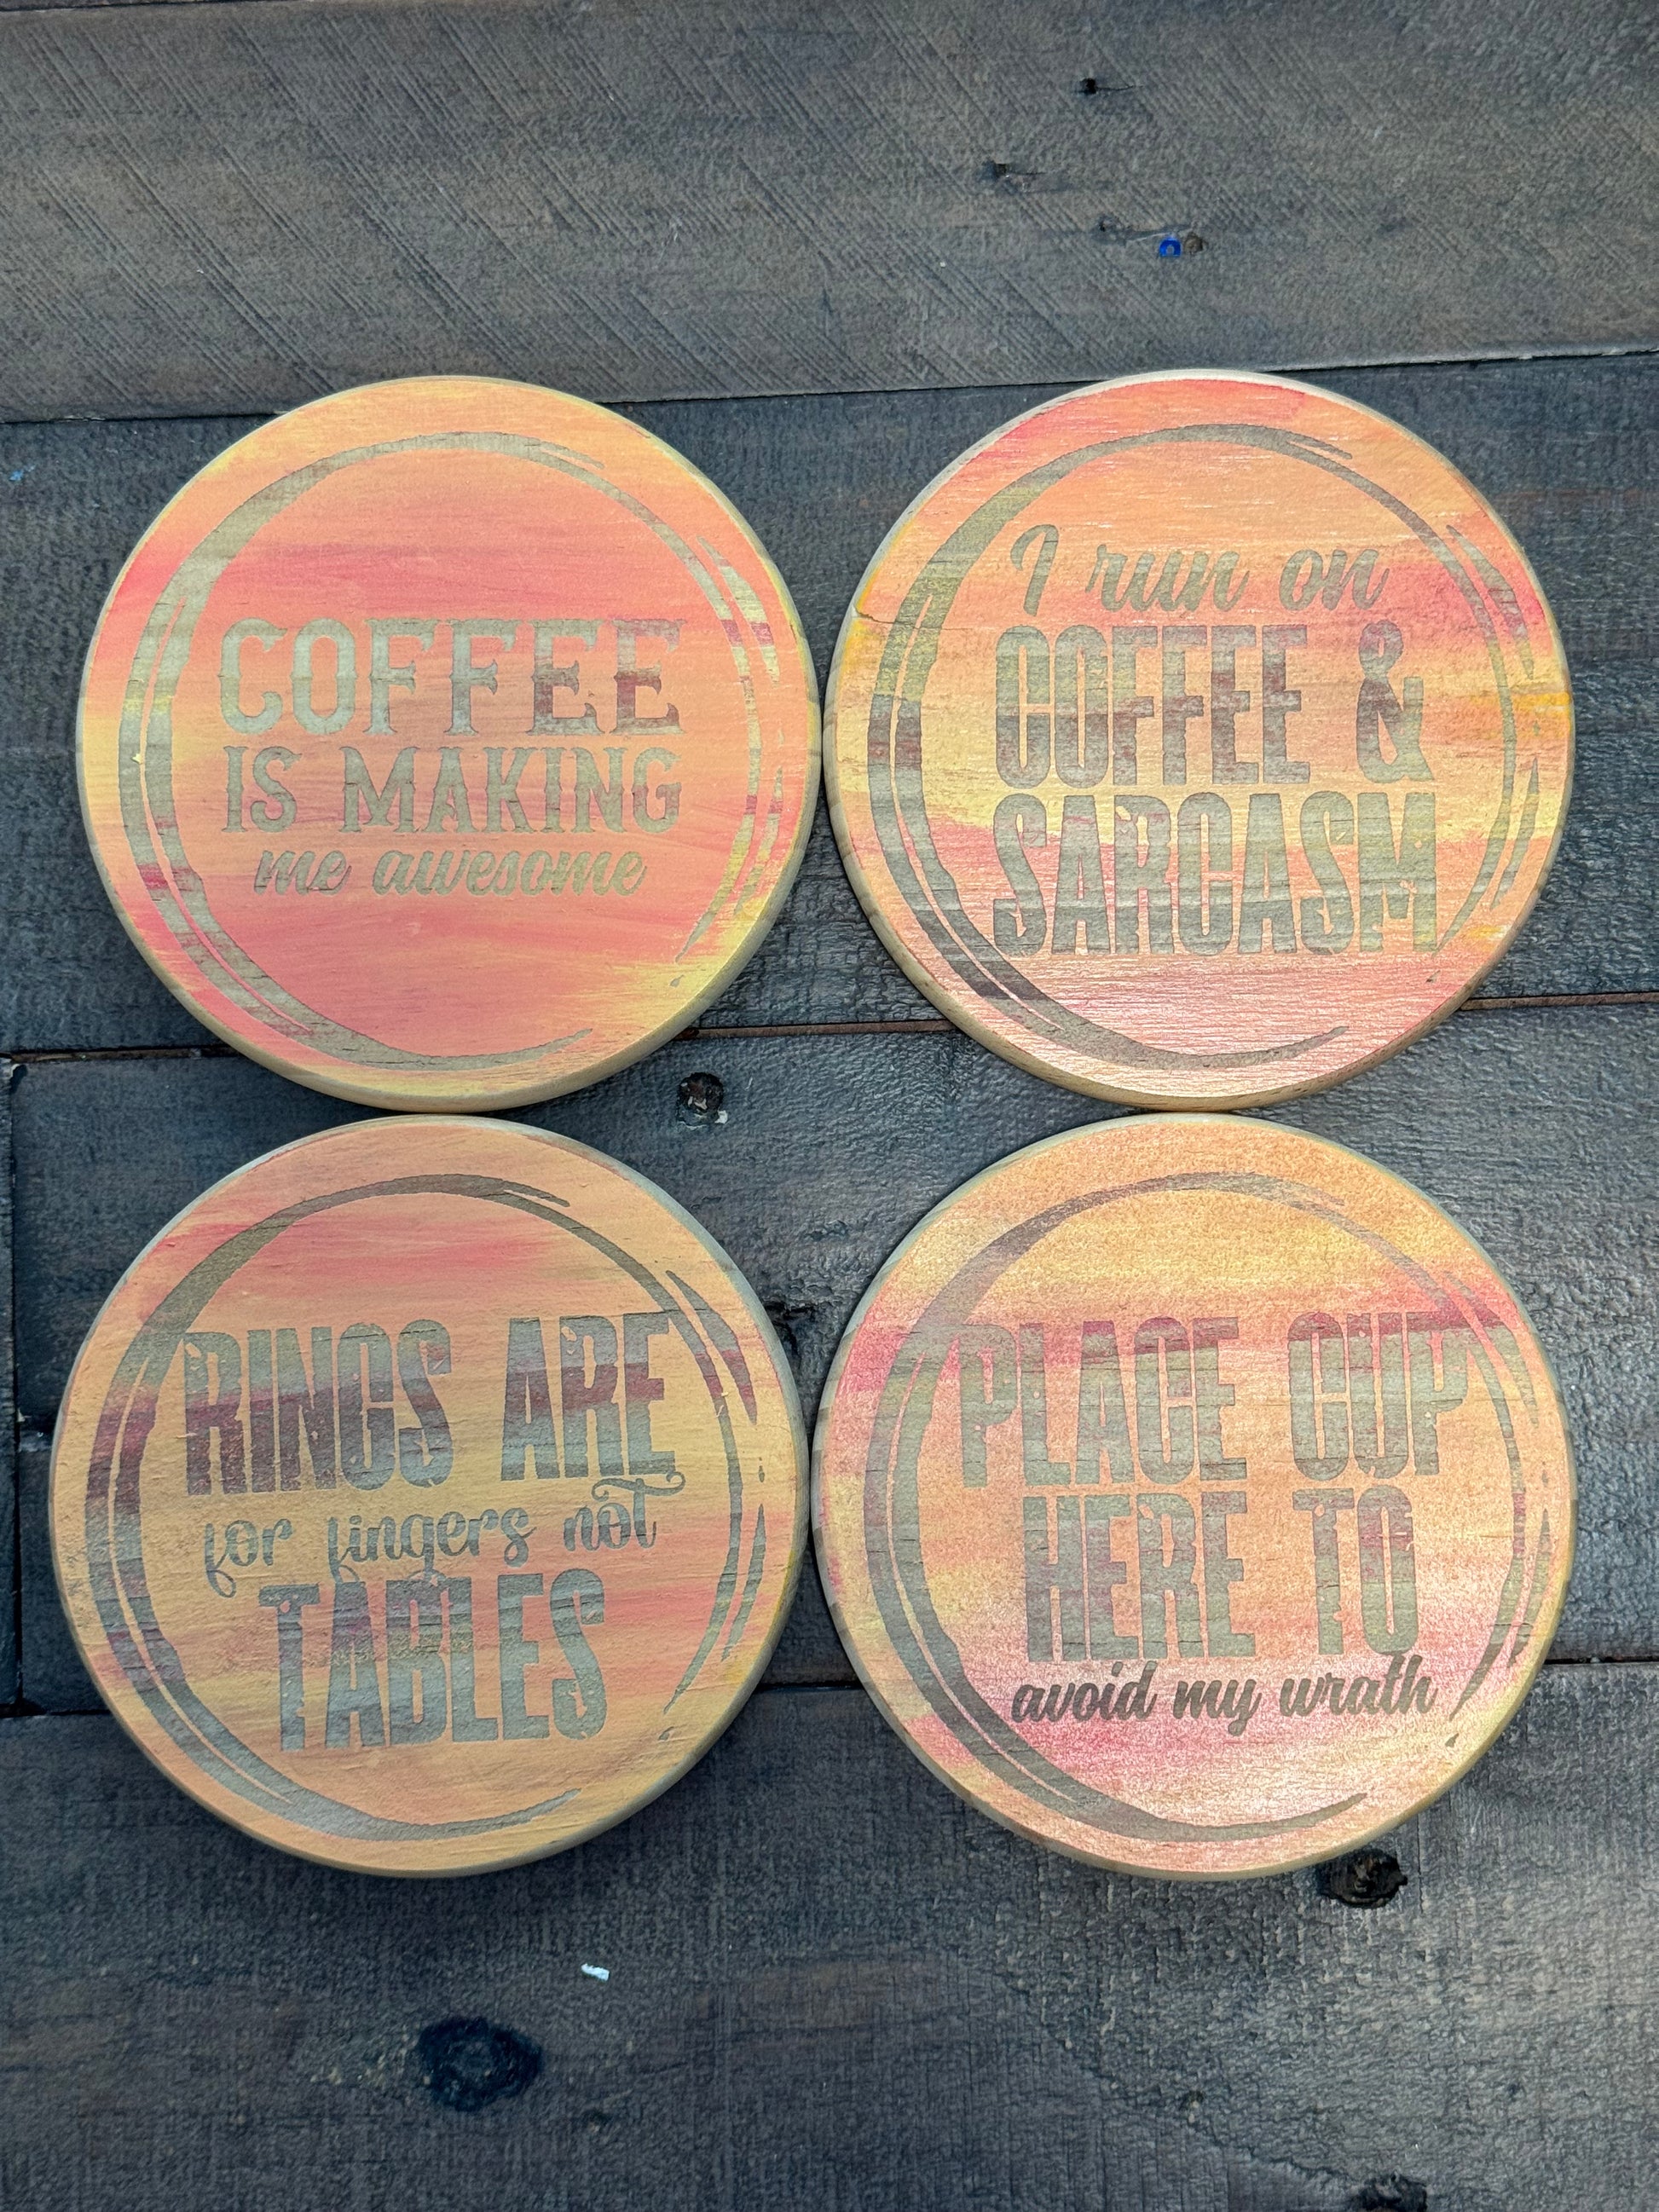 COFFEE
IS MAKING
me awesome
I run on
COFFEE &
SARCASM
RINGS ARE
for fingers not
TABLES
PLACE CUP
HERE TO
avoid my wrath